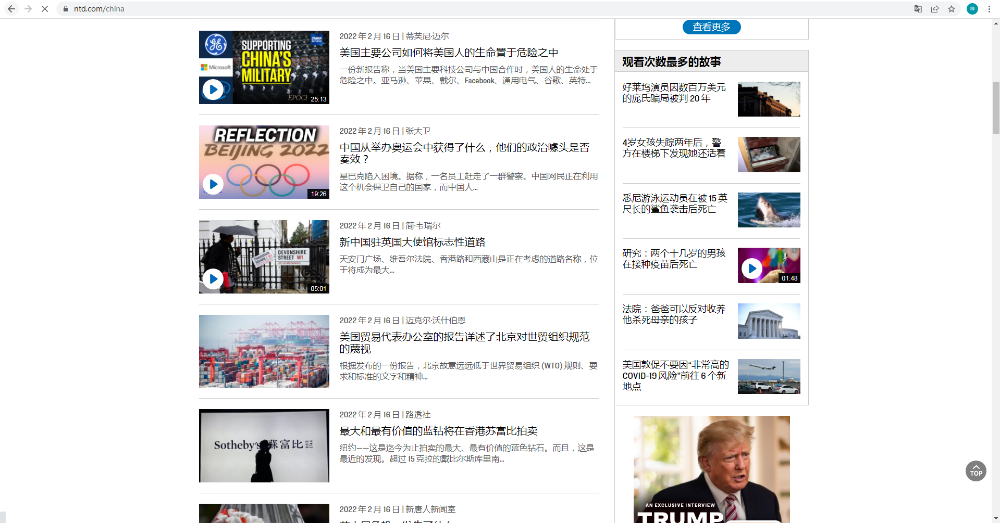 ntd.com/china
桦
SUPPORTING
CHINA'S
MILITARY
CHINA
IN FOCUS
Microsoft
EPOCH
25:13
2022 年 2 月 16 日 | 蒂芙尼·迈尔
美国主要公司如何将美国人的生命置于危险之中
一份新报告称，当美国主要科技公司与中国合作时，美国人的生命处于
危险之中。亚马逊、苹果、戴尔、Facebook、通用电气、谷歌、英特...
REFLECTION
BEIJING 2022
19:26
2022 年 2 月 16 日 | 张大卫
中国从举办奥运会中获得了什么，他们的政治噱头是否
奏效？
星巴克陷入困境。据称，一名员工赶走了一群警察。中国网民正在利用
这个机会保卫自己的国家，而中国人...
TIANANMEN
SQUARE W1
DEVONSHIRE
STREET W1
CITY OF WESTMINSTER
05:01
2022 年 2 月 16 日 | 简·韦瑞尔
新中国驻英国大使馆标志性道路
天安门广场、维吾尔法院、香港路和西藏山是正在考虑的道路名称，位
于将成为最大...
2022 年 2 月 16 日 | 迈克尔·沃什伯恩
美国贸易代表办公室的报告详述了北京对世贸组织规范
的蔑视
根据发布的一份报告，北京故意远远低于世界贸易组织 (WTO) 规则、要
求和标准的文字和精神...
Sotheby's 蘇富比
2022 年 2 月 16 日 | 路透社
最大和最有价值的蓝钻将在香港苏富比拍卖
纽约——这是迄今为止拍卖的最大、最有价值的蓝色钻石。而且，这是
最近的发现。超过 15 克拉的戴比尔斯库里南...
2022 年 2 月 16 日 | 新唐人新闻室
查看更多
观看次数最多的故事
好莱坞演员因数百万美元
的庞氏骗局被判 20 年
4岁女孩失踪两年后，警
方在楼梯下发现她还活着
悉尼游泳运动员在被 15 英
尺长的鲨鱼袭击后死亡
研究：两个十几岁的男孩
在接种疫苗后死亡
01:48
法院：爸爸可以反对收养
他杀死母亲的孩子
美国敦促不要因“非常高的
COVID-19 风险”前往 6 个新
地点
AN EXCLUSIVE INTERVIEW
TRUMP
TOP